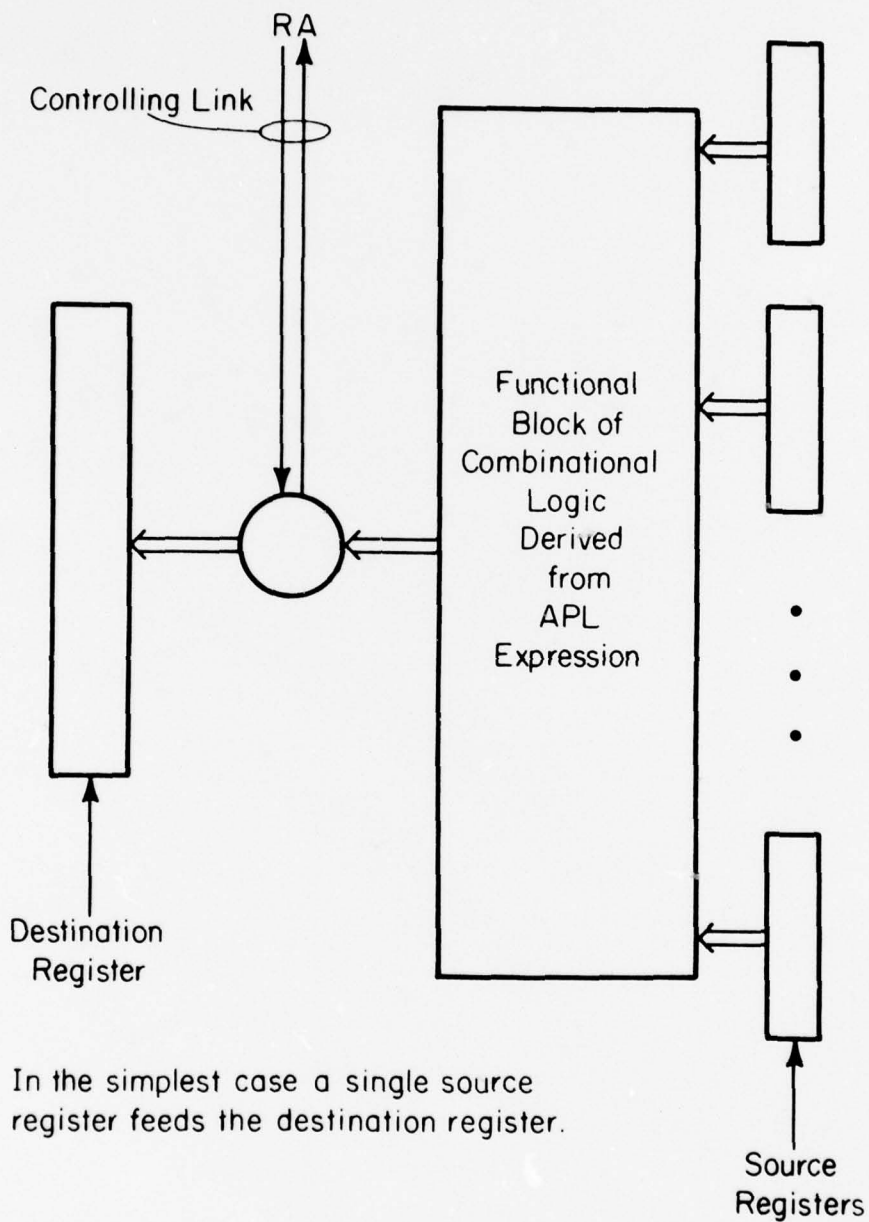 RA
Controlling Link
Functional
Block of
Combinational
Logic
Derived
from
APL
Expression
Destination
Register
In the simplest case a single source
register feeds the destination register.
Source
Registers